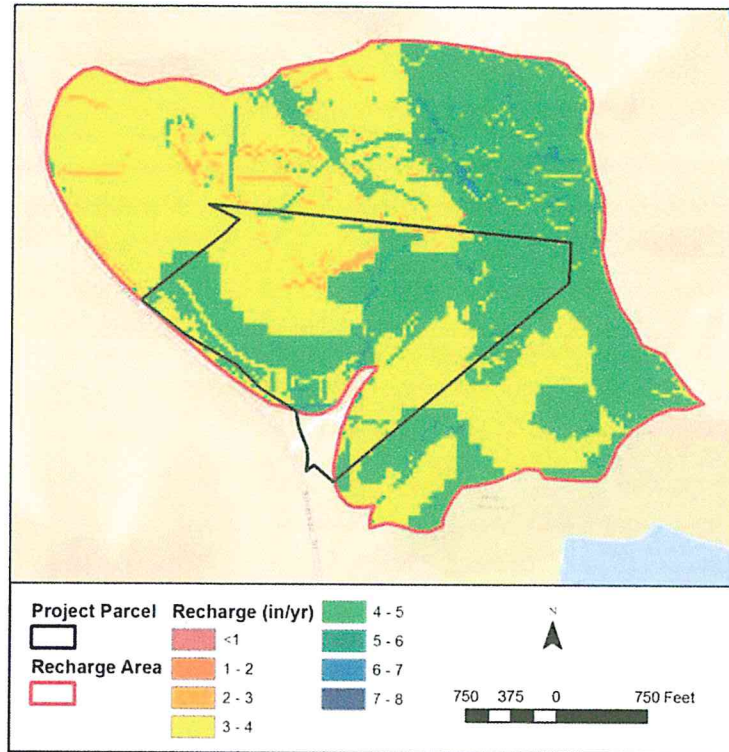 Project Parcel
Recharge Area
Recharge (in/yr)
<1
1 - 2
2 - 3
3 - 4
4 - 5
5 - 6
6 - 7
7 - 8
N
750 375 0 750 Feet